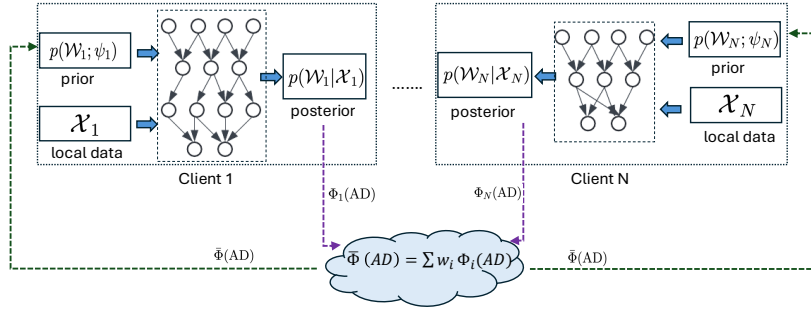 p(𝒲₁; ψ₁)
prior
𝒳₁
local data
p(𝒲₁|𝒳₁)
posterior
Client 1
........
p(𝒲_N|𝒳_N)
posterior
p(𝒲_N; ψ_N)
prior
𝒳_N
local data
Client N
Φ₁(AD)
Φ_N(AD)
Φ̄(AD)
Φ̄ (AD) = ∑ wᵢ Φᵢ(AD)
Φ̄(AD)